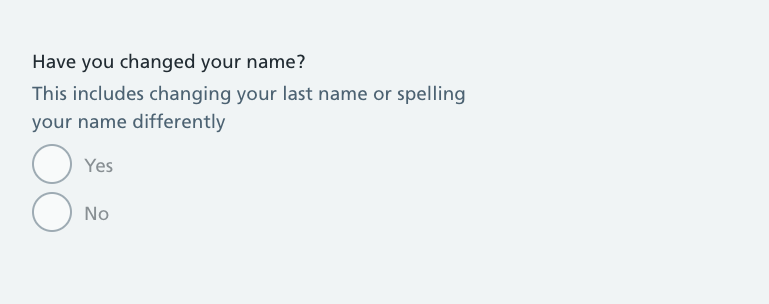 Have you changed your name?
This includes changing your last name or spelling
your name differently
Yes
No